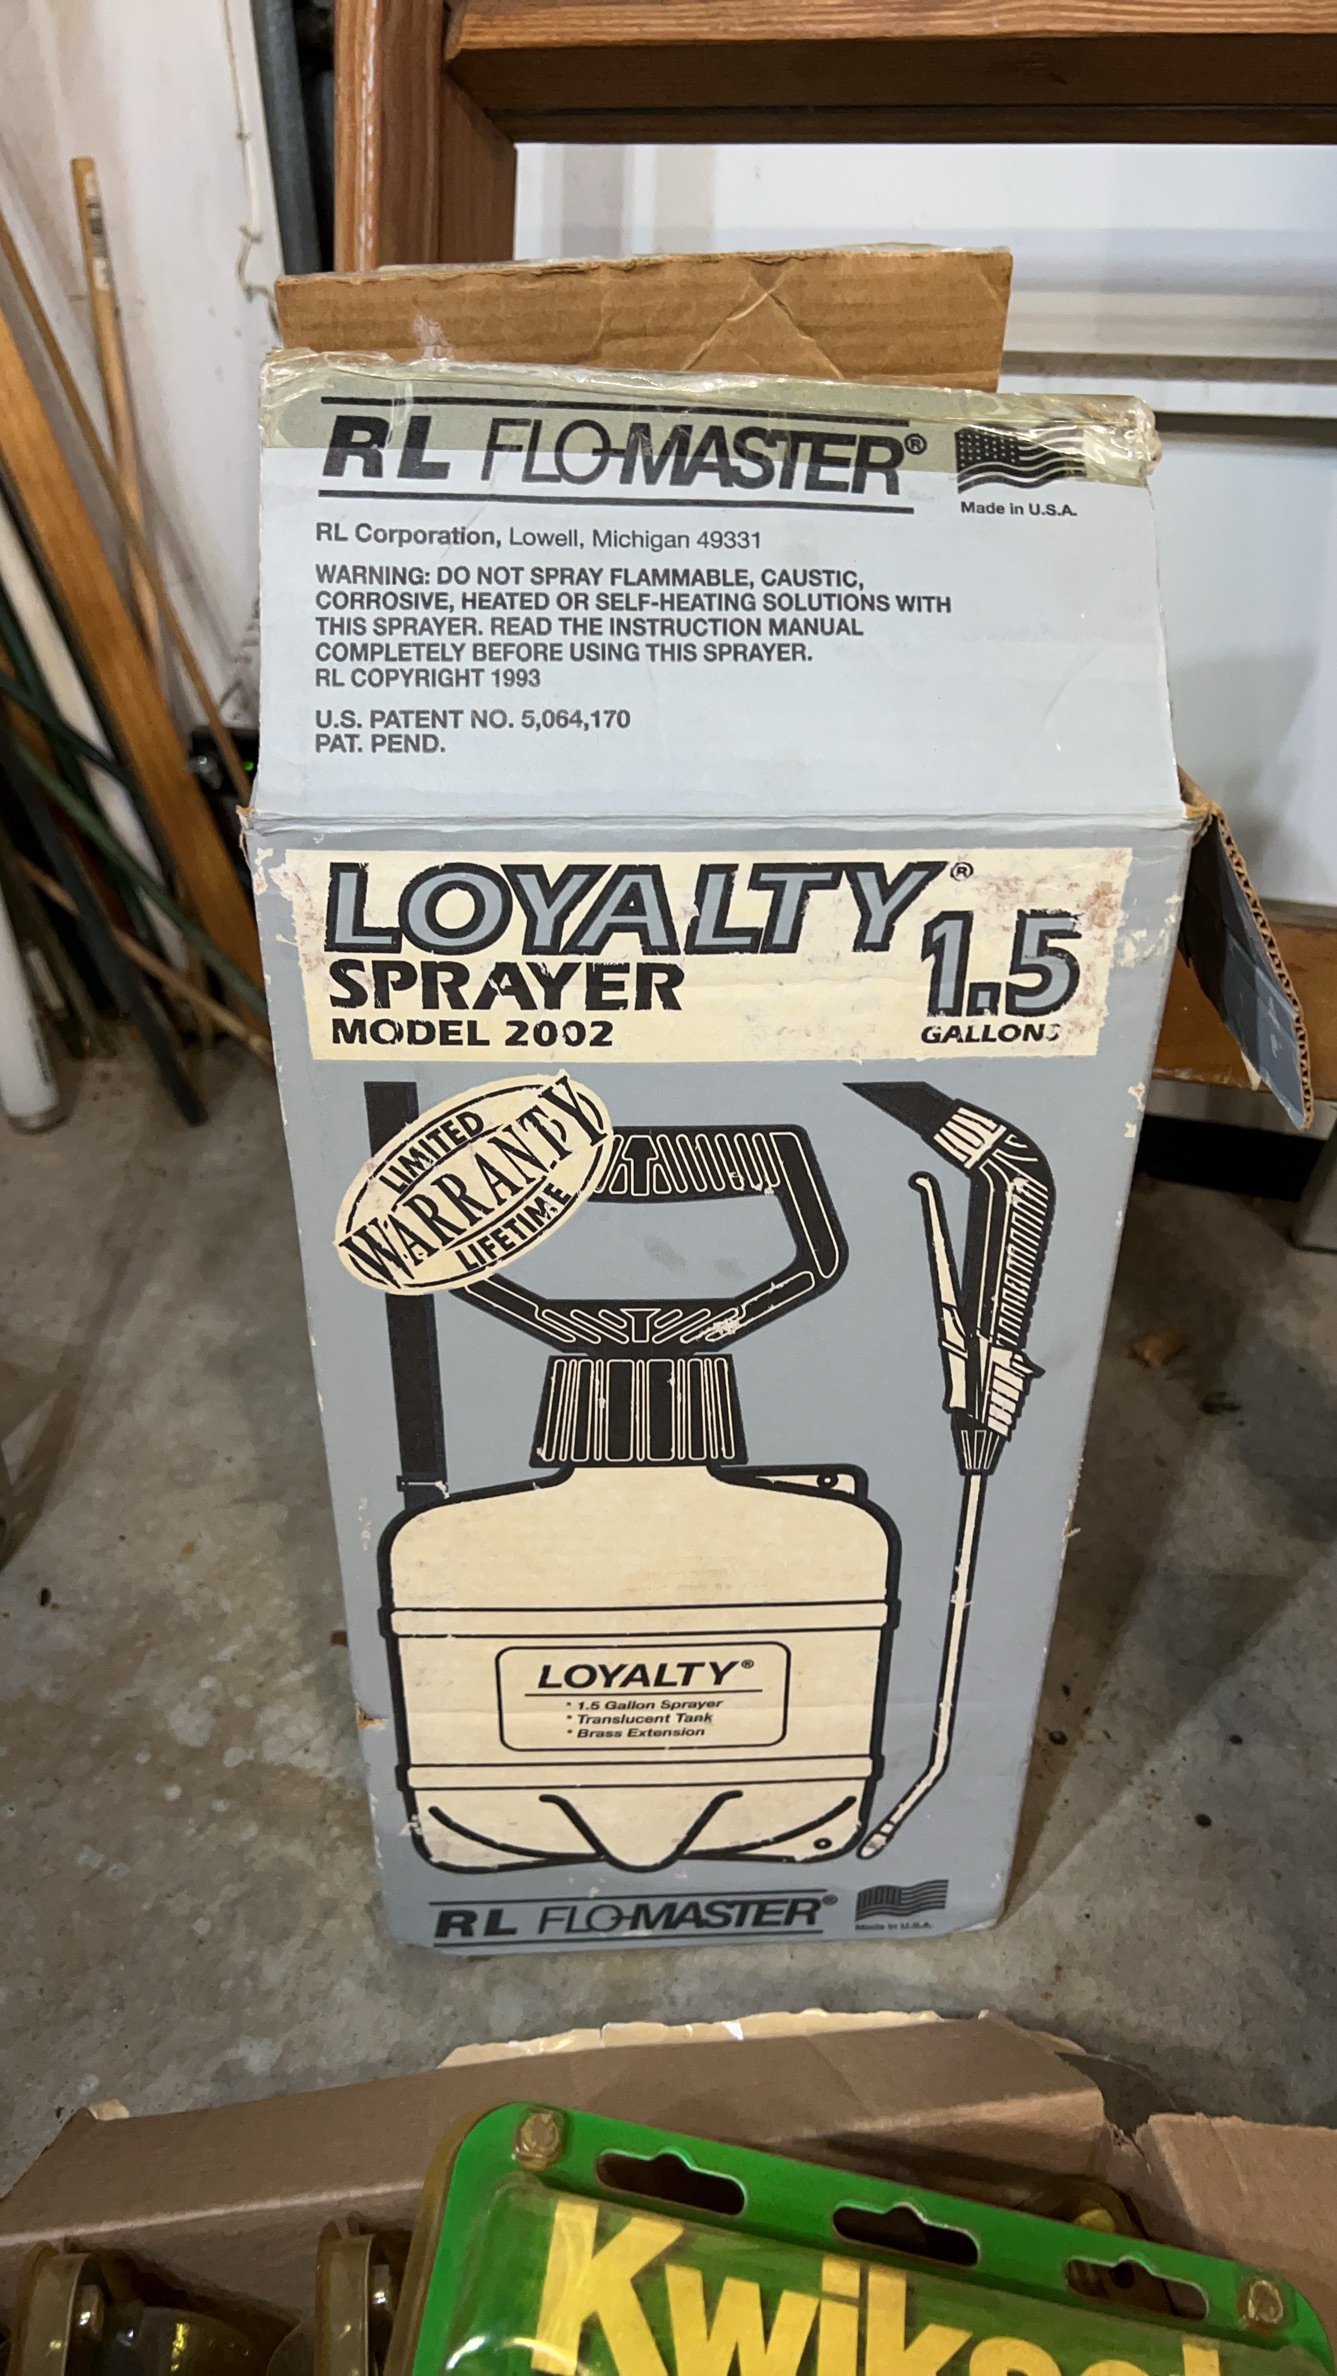 RL FLO-MASTER®
Made in U.S.A.
RL Corporation, Lowell, Michigan 49331
WARNING: DO NOT SPRAY FLAMMABLE, CAUSTIC,
CORROSIVE, HEATED OR SELF-HEATING SOLUTIONS WITH
THIS SPRAYER. READ THE INSTRUCTION MANUAL
COMPLETELY BEFORE USING THIS SPRAYER.
RL COPYRIGHT 1993
U.S. PATENT NO. 5,064,170
PAT. PEND.
LOYALTY®
SPRAYER
MODEL 2002
1.5
GALLONS
LIMITED
WARRANTY
LIFETIME
LOYALTY®
* 1.5 Gallon Sprayer
* Translucent Tank
* Brass Extension
RL FLO-MASTER®
Made in U.S.A.